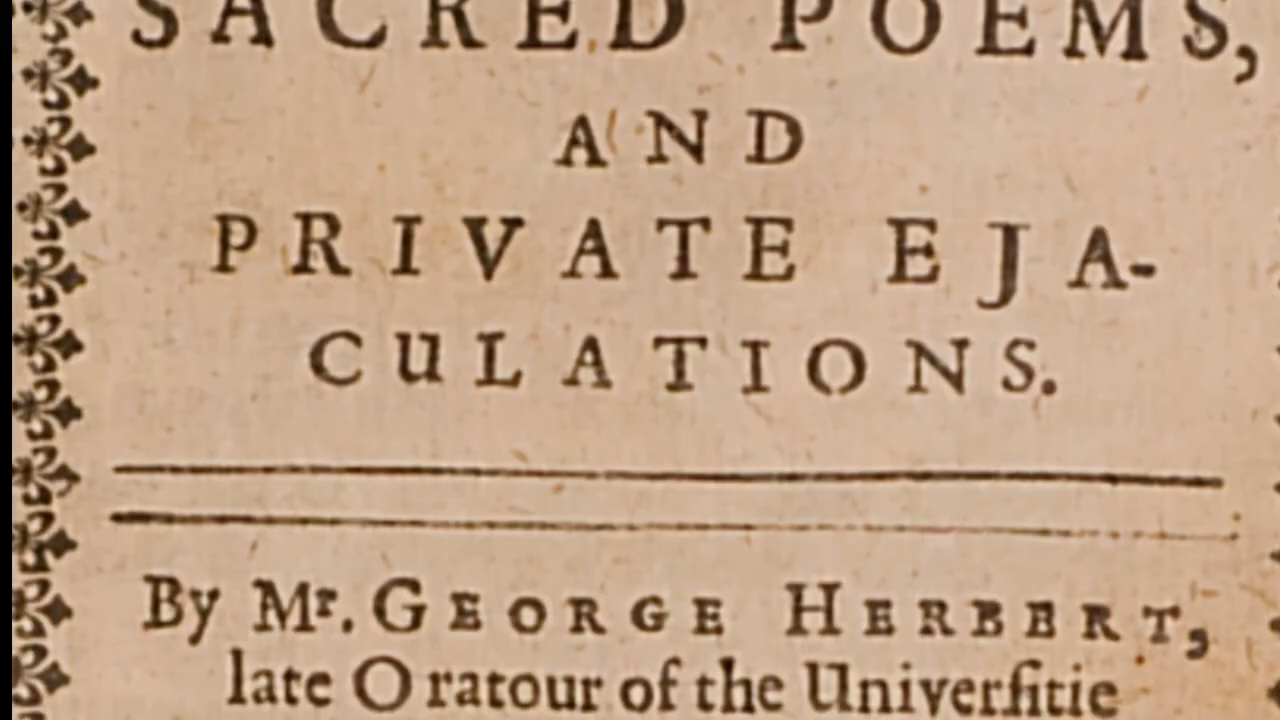 SACRED POEMS,
AND
PRIVATE EJA-
CULATIONS.
By Mr. GEORGE HERBERT,
late Oratour of the Univerſitie